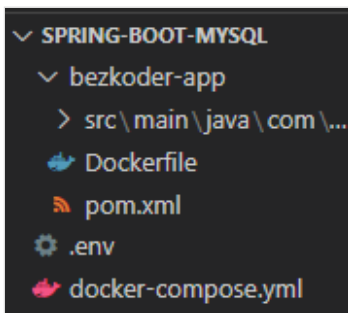 SPRING-BOOT-MYSQL
bezkoder-app
src\main\java\com\...
Dockerfile
pom.xml
.env
docker-compose.yml